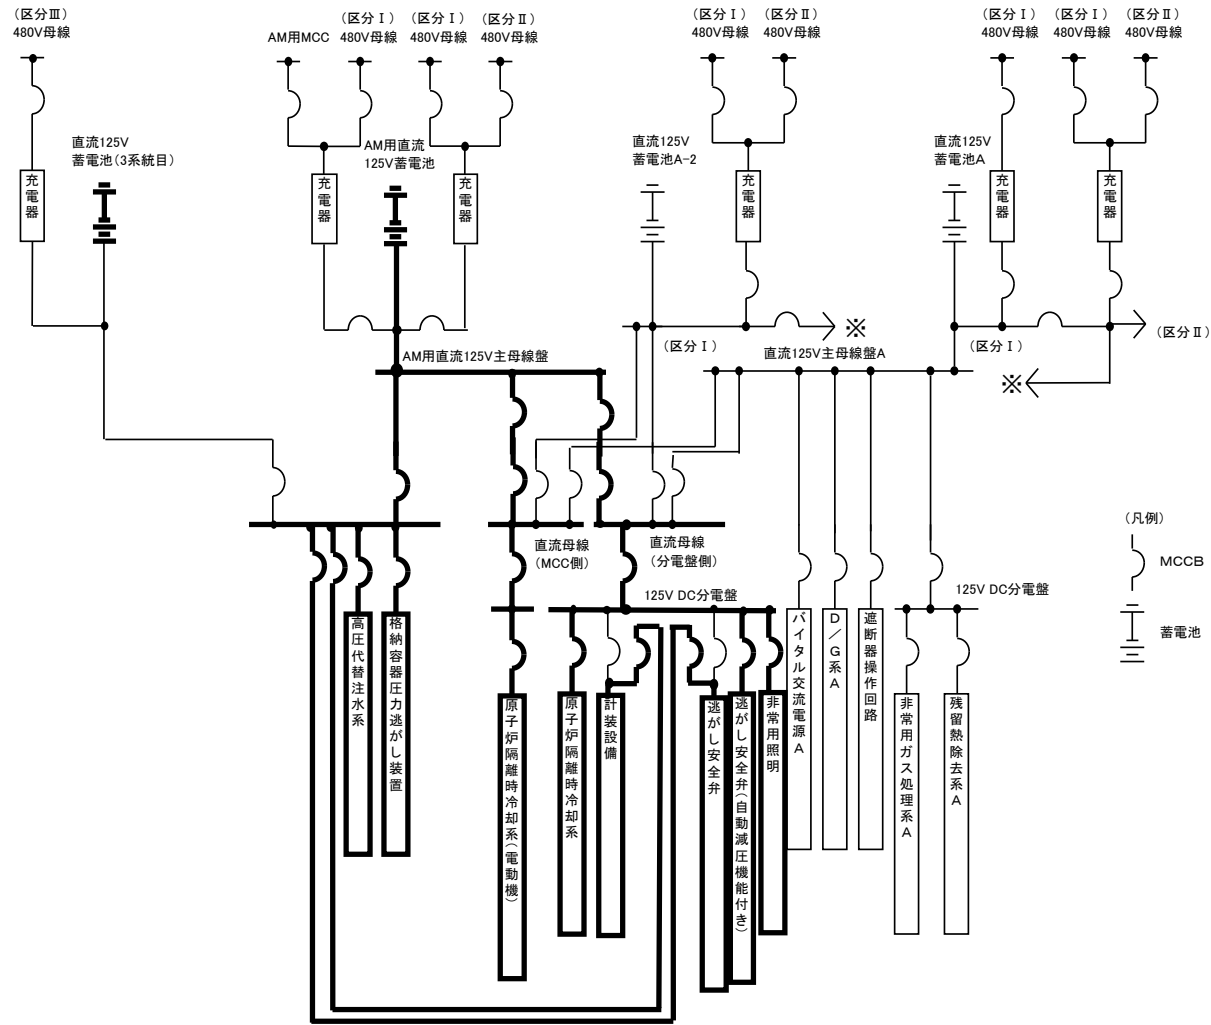 (区分Ⅲ)
480V母線
AM用MCC
(区分Ⅰ)
480V母線
(区分Ⅰ)
480V母線
(区分Ⅱ)
480V母線
(区分Ⅰ)
480V母線
(区分Ⅱ)
480V母線
(区分Ⅰ)
480V母線
(区分Ⅰ)
480V母線
(区分Ⅱ)
480V母線
直流125V
蓄電池(3系統目)
AM用直流
125V蓄電池
直流125V
蓄電池A-2
直流125V
蓄電池A
充電器
充電器
充電器
充電器
充電器
充電器
※
(区分Ⅱ)
(区分Ⅰ)
(区分Ⅰ)
AM用直流125V主母線盤
直流125V主母線盤A
※
直流母線
(MCC側)
直流母線
(分電盤側)
(凡例)
MCCB
蓄電池
125V DC分電盤
125V DC分電盤
高圧代替注水系
格納容器圧力逃がし装置
原子炉隔離時冷却系(電動機)
原子炉隔離時冷却系
計装設備
逃がし安全弁
逃がし安全弁(自動減圧機能付き)
非常用照明
バイタル交流電源A
D/G系A
遮断器操作回路
非常用ガス処理系A
残留熱除去系A